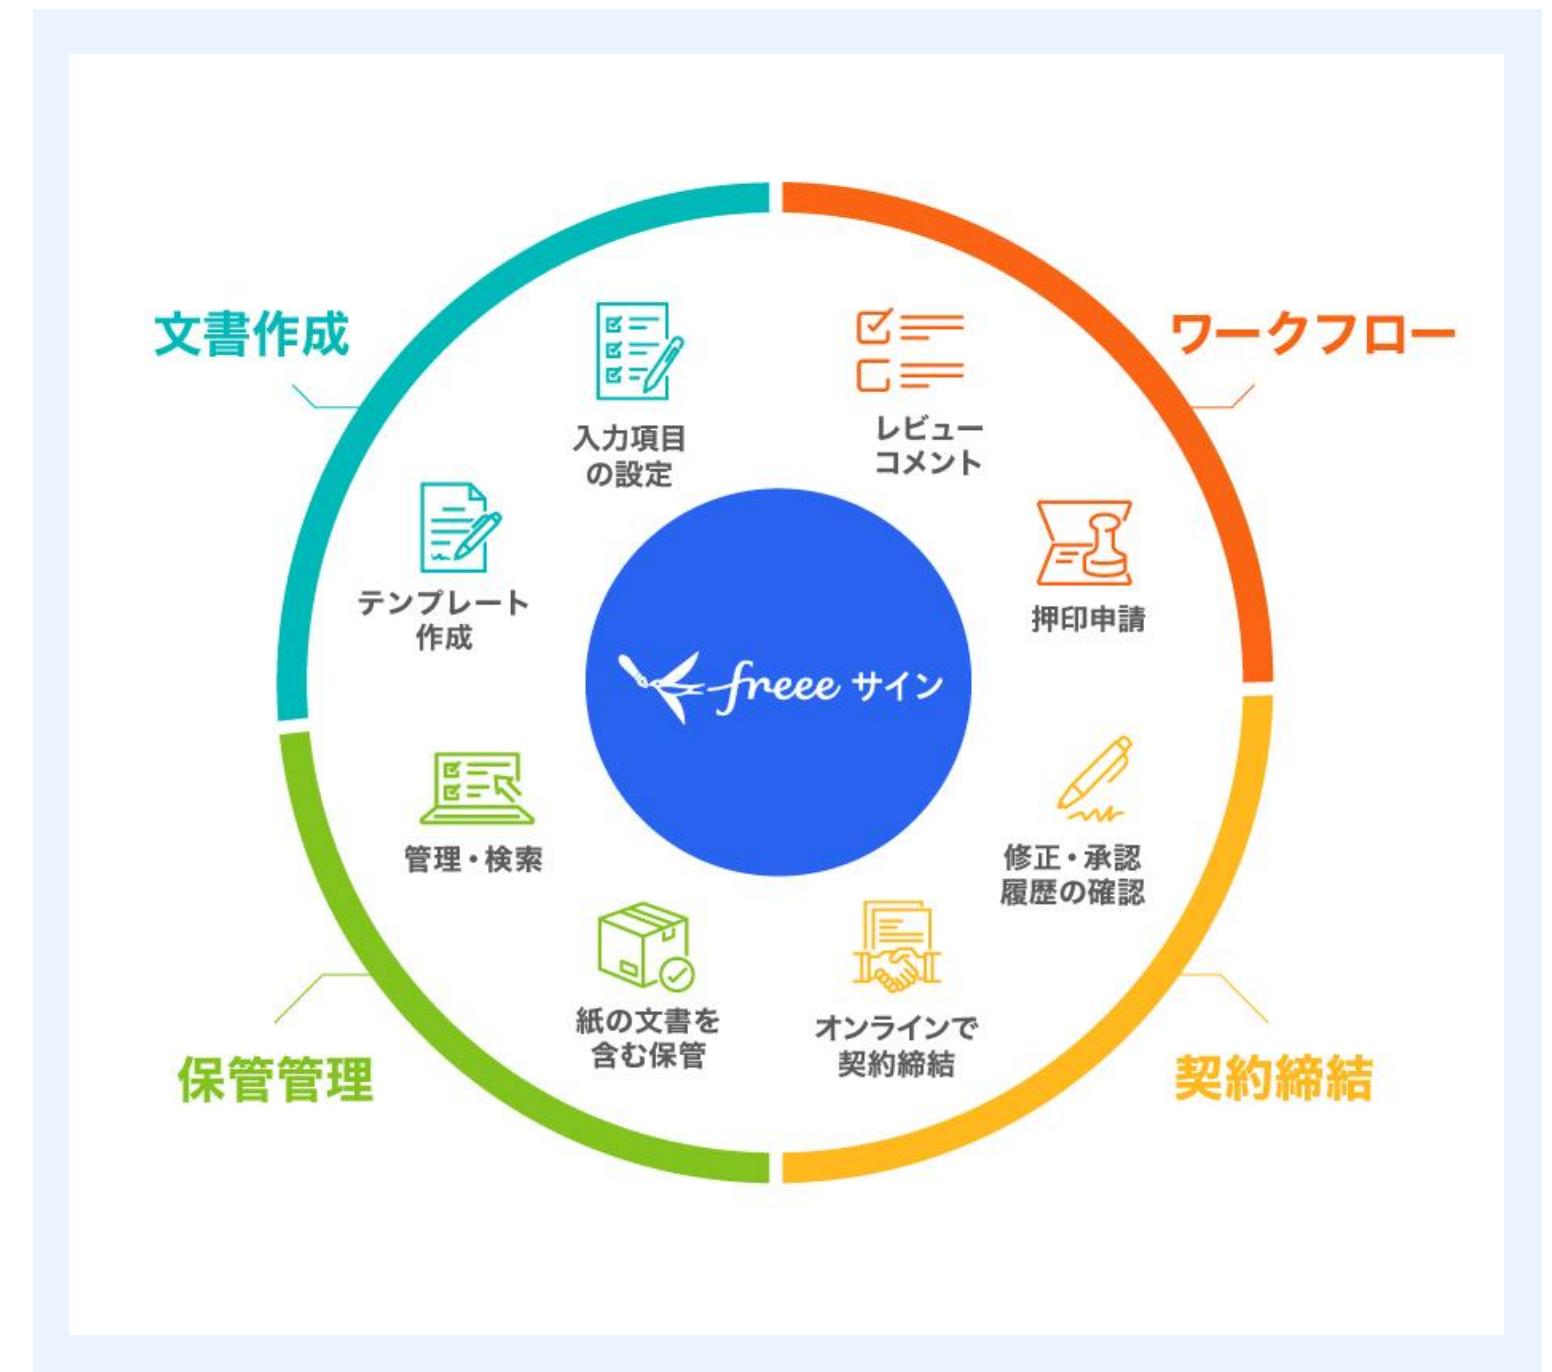 文書作成
ワークフロー
入力項目
の設定
レビュー
コメント
テンプレート
作成
押印申請
freee サイン
管理・検索
修正・承認
履歴の確認
紙の文書を
含む保管
オンラインで
契約締結
保管管理
契約締結